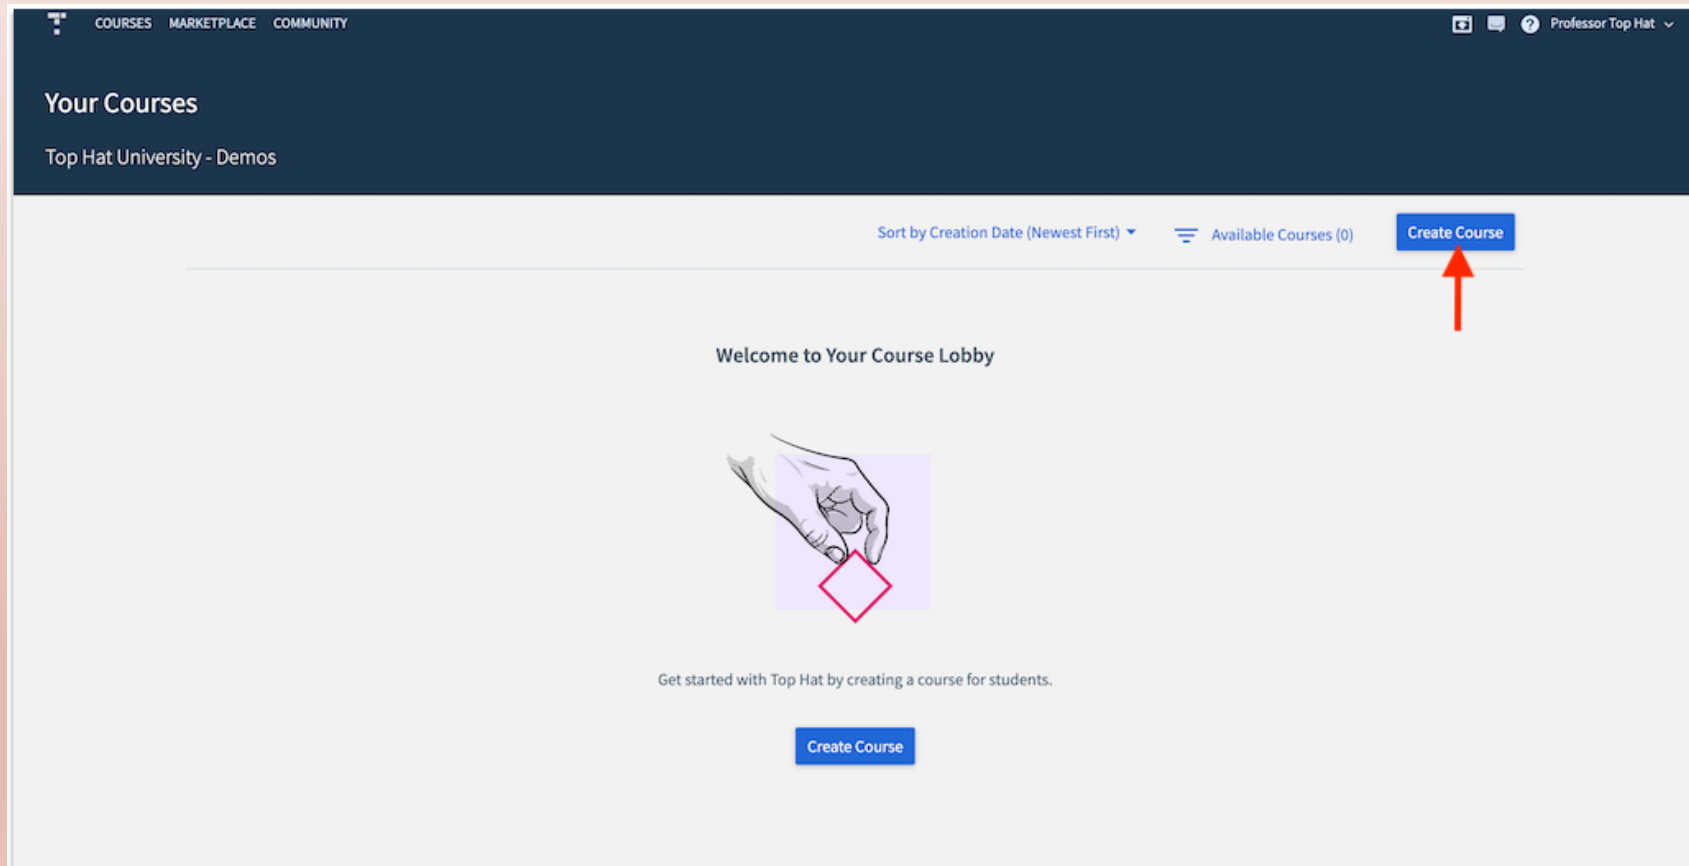 COURSES MARKETPLACE COMMUNITY
Professor Top Hat
Your Courses
Top Hat University - Demos
Sort by Creation Date (Newest First)
Available Courses (0)
Create Course
Welcome to Your Course Lobby
Get started with Top Hat by creating a course for students.
Create Course